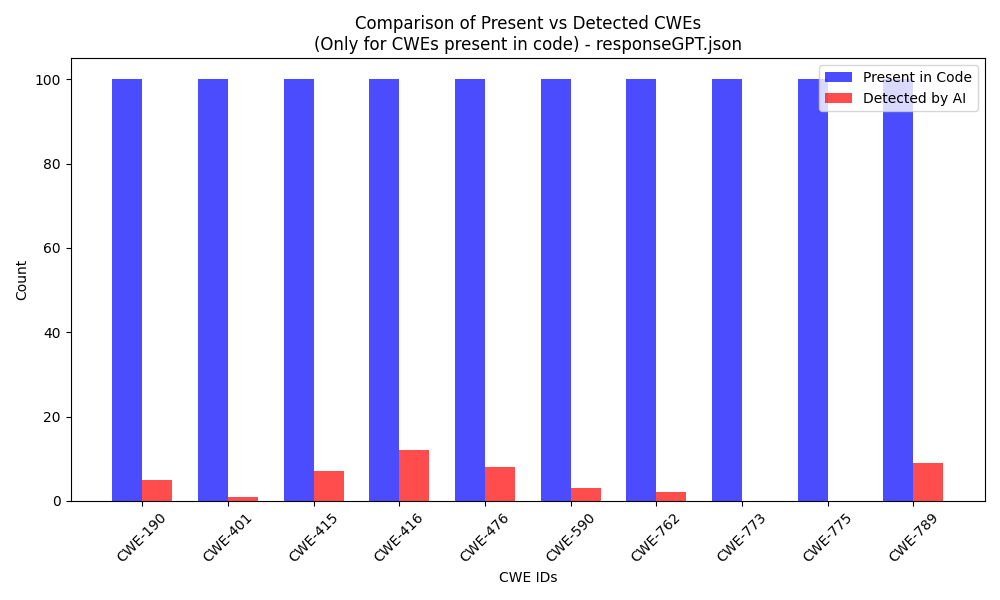 Comparison of Present vs Detected CWEs
(Only for CWEs present in code) - responseGPT.json
Present in Code
Detected by AI
Count
100
80
60
40
20
0
CWE-190
CWE-401
CWE-415
CWE-416
CWE-476
CWE-590
CWE-762
CWE-773
CWE-775
CWE-789
CWE IDs